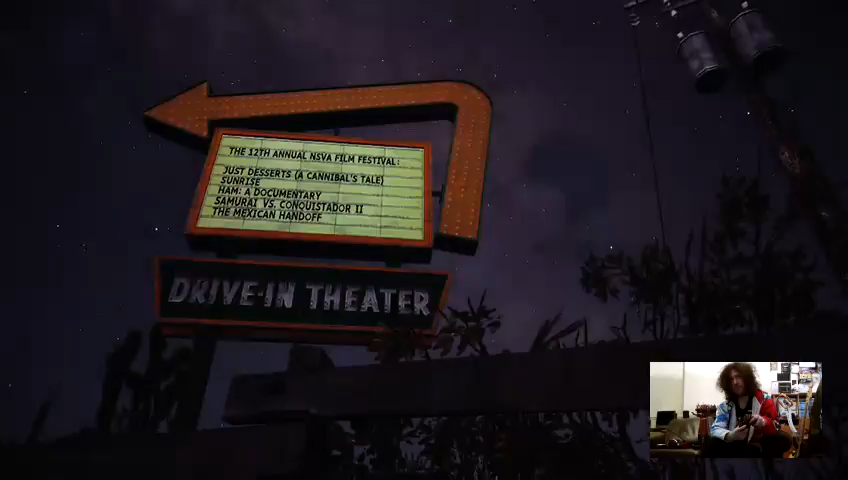 THE 12TH ANNUAL NSVA FILM FESTIVAL:
JUST DESSERTS (A CANNIBAL'S TALE)
SUNRISE
HAM: A DOCUMENTARY
SAMURAI VS. CONQUISTADOR II
THE MEXICAN HANDOFF
DRIVE-IN THEATER